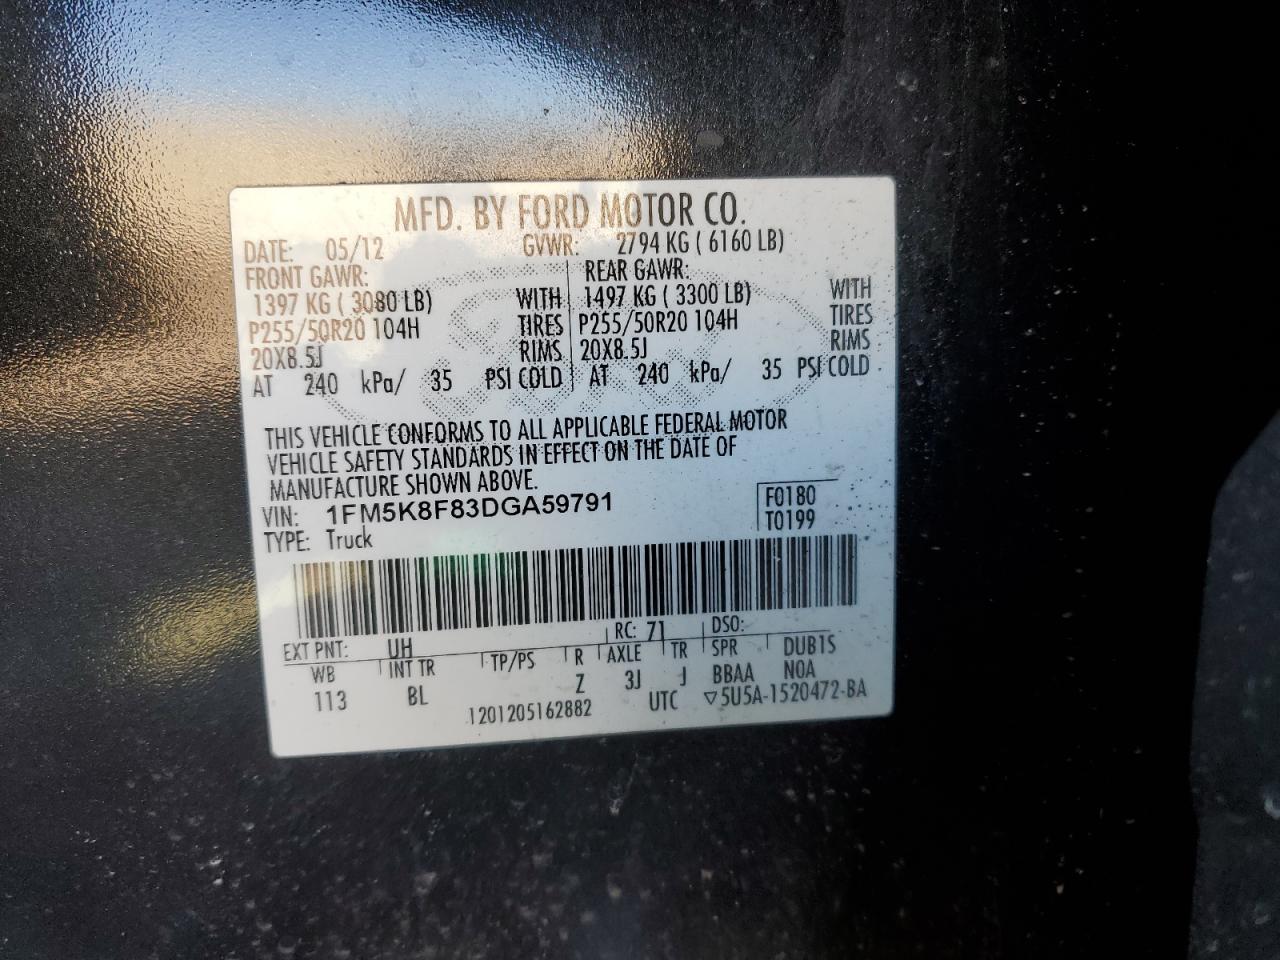 MFD. BY FORD MOTOR CO.
DATE: 05/12 GVWR: 2794 KG ( 6160 LB)
FRONT GAWR: REAR GAWR:
1397 KG ( 3080 LB) WITH 1497 KG ( 3300 LB) WITH
P255/50R20 104H TIRES P255/50R20 104H TIRES
20X8.5J RIMS 20X8.5J RIMS
AT 240 kPa/ 35 PSI COLD AT 240 kPa/ 35 PSI COLD
THIS VEHICLE CONFORMS TO ALL APPLICABLE FEDERAL MOTOR
VEHICLE SAFETY STANDARDS IN EFFECT ON THE DATE OF
MANUFACTURE SHOWN ABOVE.
VIN: 1FM5K8F83DGA59791 F0180
TYPE: Truck T0199
EXT PNT: UH RC: 71 DSO:
WB INT TR TP/PS R AXLE TR SPR DUB1S
113 BL Z 3J J BBAA N0A
1201205162882 UTC ▽5U5A-1520472-BA